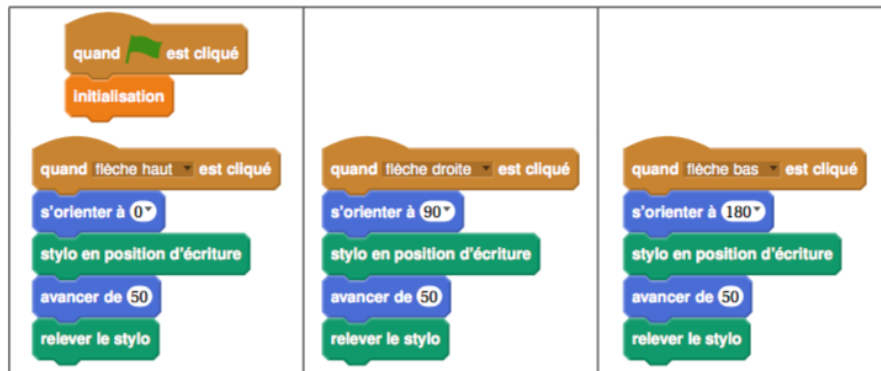 quand est cliqué
initialisation
quand flèche haut est cliqué
s'orienter à 0
stylo en position d'écriture
avancer de 50
relever le stylo
quand flèche droite est cliqué
s'orienter à 90
stylo en position d'écriture
avancer de 50
relever le stylo
quand flèche bas est cliqué
s'orienter à 180
stylo en position d'écriture
avancer de 50
relever le stylo